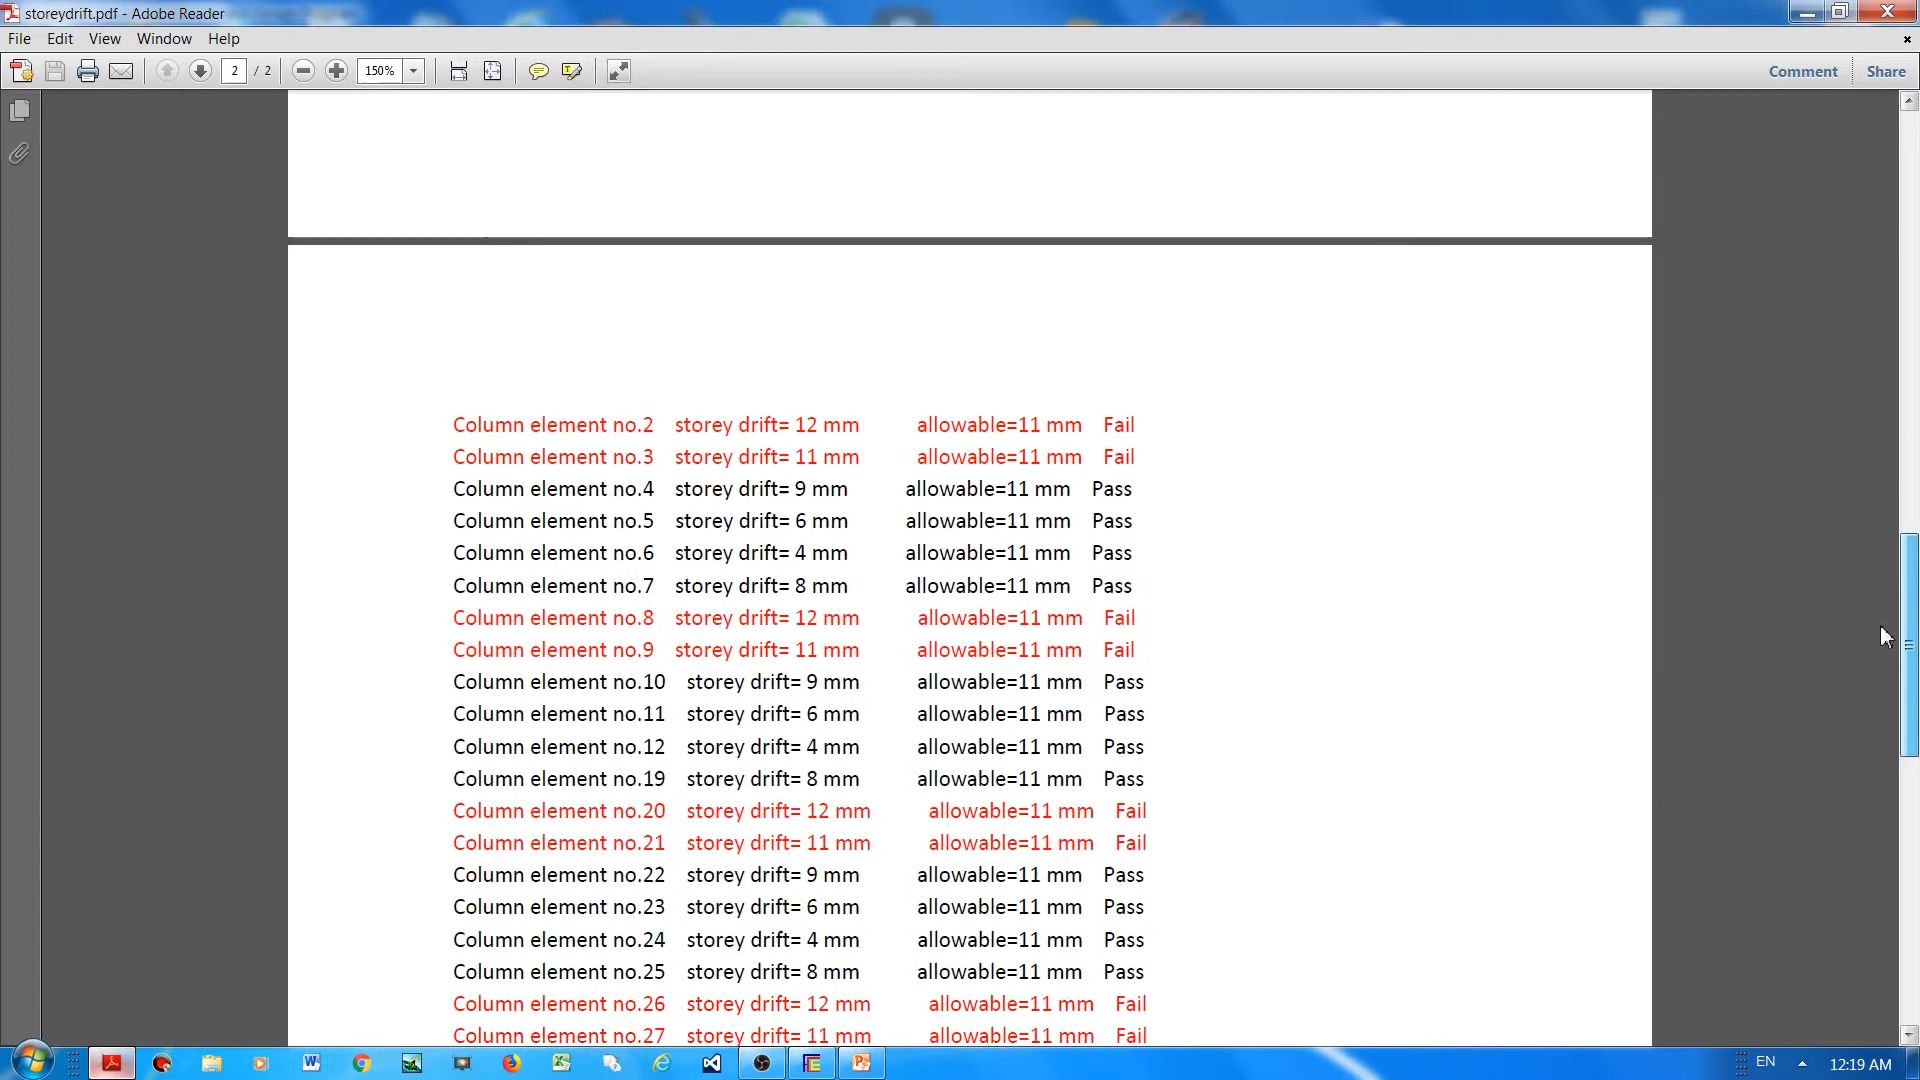 storeydrift.pdf - Adobe Reader
File Edit View Window Help
2 / 2 150% Comment Share
Column element no.2 storey drift= 12 mm allowable=11 mm Fail
Column element no.3 storey drift= 11 mm allowable=11 mm Fail
Column element no.4 storey drift= 9 mm allowable=11 mm Pass
Column element no.5 storey drift= 6 mm allowable=11 mm Pass
Column element no.6 storey drift= 4 mm allowable=11 mm Pass
Column element no.7 storey drift= 8 mm allowable=11 mm Pass
Column element no.8 storey drift= 12 mm allowable=11 mm Fail
Column element no.9 storey drift= 11 mm allowable=11 mm Fail
Column element no.10 storey drift= 9 mm allowable=11 mm Pass
Column element no.11 storey drift= 6 mm allowable=11 mm Pass
Column element no.12 storey drift= 4 mm allowable=11 mm Pass
Column element no.19 storey drift= 8 mm allowable=11 mm Pass
Column element no.20 storey drift= 12 mm allowable=11 mm Fail
Column element no.21 storey drift= 11 mm allowable=11 mm Fail
Column element no.22 storey drift= 9 mm allowable=11 mm Pass
Column element no.23 storey drift= 6 mm allowable=11 mm Pass
Column element no.24 storey drift= 4 mm allowable=11 mm Pass
Column element no.25 storey drift= 8 mm allowable=11 mm Pass
Column element no.26 storey drift= 12 mm allowable=11 mm Fail
Column element no.27 storey drift= 11 mm allowable=11 mm Fail
EN 12:19 AM